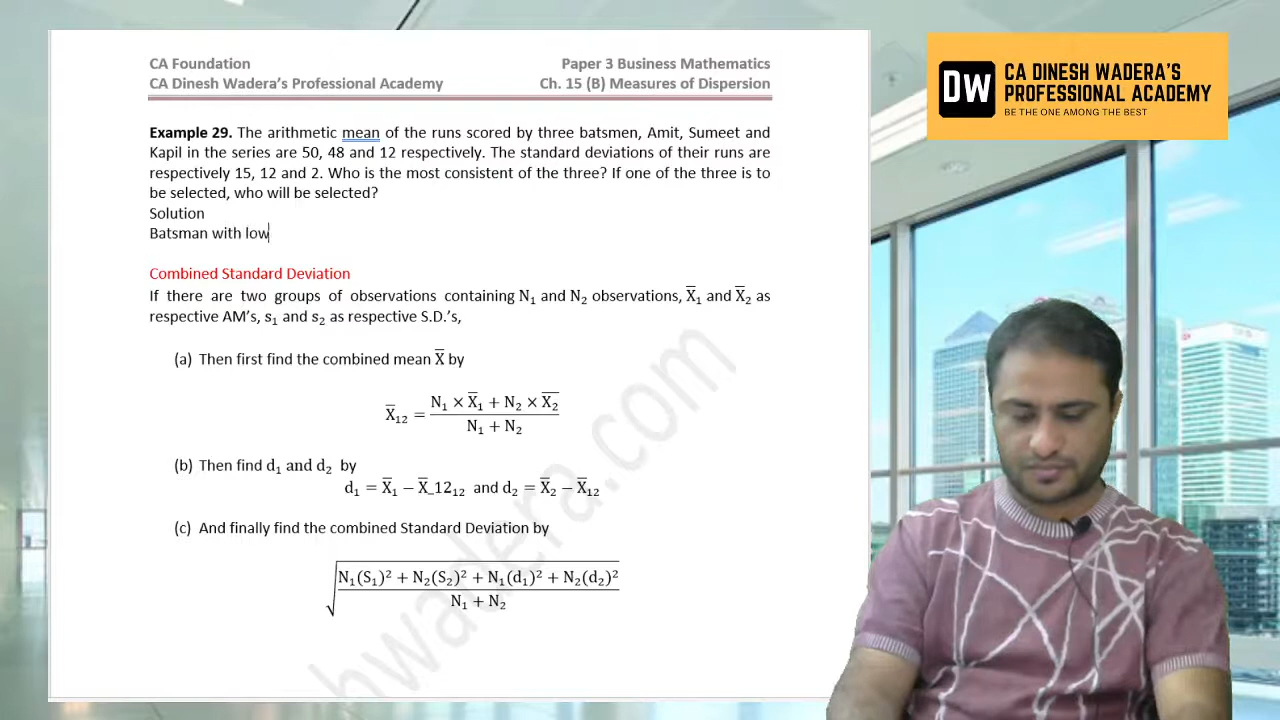 CA Foundation Paper 3 Business Mathematics
CA Dinesh Wadera's Professional Academy Ch. 15 (B) Measures of Dispersion
Example 29. The arithmetic mean of the runs scored by three batsmen, Amit, Sumeet and
Kapil in the series are 50, 48 and 12 respectively. The standard deviations of their runs are
respectively 15, 12 and 2. Who is the most consistent of the three? If one of the three is to
be selected, who will be selected?
Solution
Batsman with low
Combined Standard Deviation
If there are two groups of observations containing N₁ and N₂ observations, X̅₁ and X̅₂ as
respective AM's, s₁ and s₂ as respective S.D.'s,
(a) Then first find the combined mean X̅ by
X̅₁₂ = (N₁ × X̅₁ + N₂ × X̅₂) / (N₁ + N₂)
(b) Then find d₁ and d₂ by
d₁ = X̅₁ − X̅_12₁₂ and d₂ = X̅₂ − X̅₁₂
(c) And finally find the combined Standard Deviation by
√((N₁(S₁)² + N₂(S₂)² + N₁(d₁)² + N₂(d₂)²) / (N₁ + N₂))
hwadera.com
DW
CA DINESH WADERA'S
PROFESSIONAL ACADEMY
BE THE ONE AMONG THE BEST